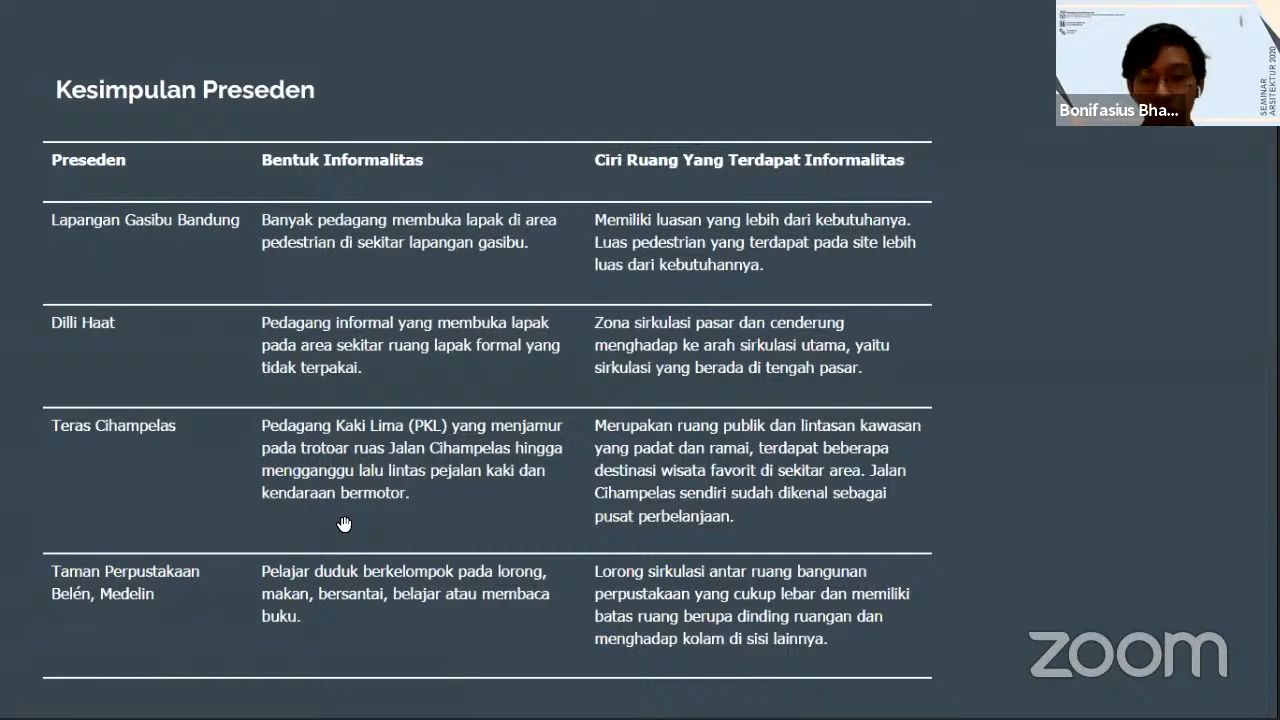 Kesimpulan Preseden
Bonifasius Bha...
SEMINAR
ARSITEKTUR 2020
Preseden
Bentuk Informalitas
Ciri Ruang Yang Terdapat Informalitas
Lapangan Gasibu Bandung
Banyak pedagang membuka lapak di area
pedestrian di sekitar lapangan gasibu.
Memiliki luasan yang lebih dari kebutuhanya.
Luas pedestrian yang terdapat pada site lebih
luas dari kebutuhannya.
Dilli Haat
Pedagang informal yang membuka lapak
pada area sekitar ruang lapak formal yang
tidak terpakai.
Zona sirkulasi pasar dan cenderung
menghadap ke arah sirkulasi utama, yaitu
sirkulasi yang berada di tengah pasar.
Teras Cihampelas
Pedagang Kaki Lima (PKL) yang menjamur
pada trotoar ruas Jalan Cihampelas hingga
mengganggu lalu lintas pejalan kaki dan
kendaraan bermotor.
Merupakan ruang publik dan lintasan kawasan
yang padat dan ramai, terdapat beberapa
destinasi wisata favorit di sekitar area. Jalan
Cihampelas sendiri sudah dikenal sebagai
pusat perbelanjaan.
Taman Perpustakaan
Belén, Medelin
Pelajar duduk berkelompok pada lorong,
makan, bersantai, belajar atau membaca
buku.
Lorong sirkulasi antar ruang bangunan
perpustakaan yang cukup lebar dan memiliki
batas ruang berupa dinding ruangan dan
menghadap kolam di sisi lainnya.
zoom